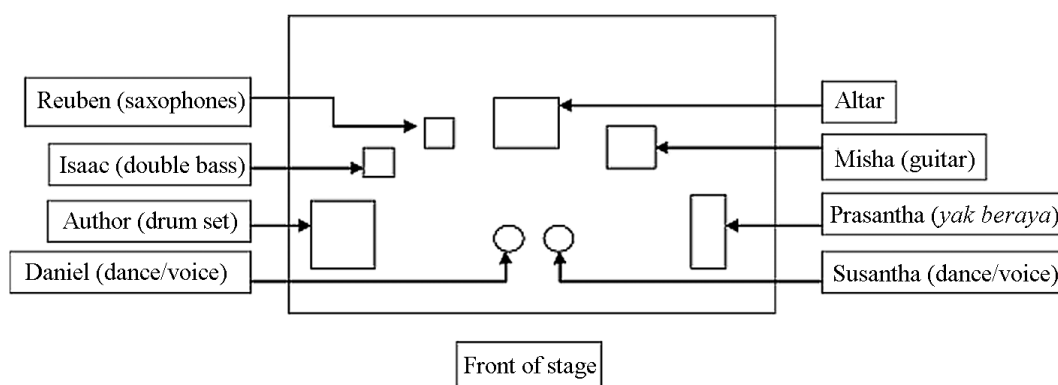 Reuben (saxophones)
Isaac (double bass)
Author (drum set)
Daniel (dance/voice)
Altar
Misha (guitar)
Prasantha (yak beraya)
Susantha (dance/voice)
Front of stage